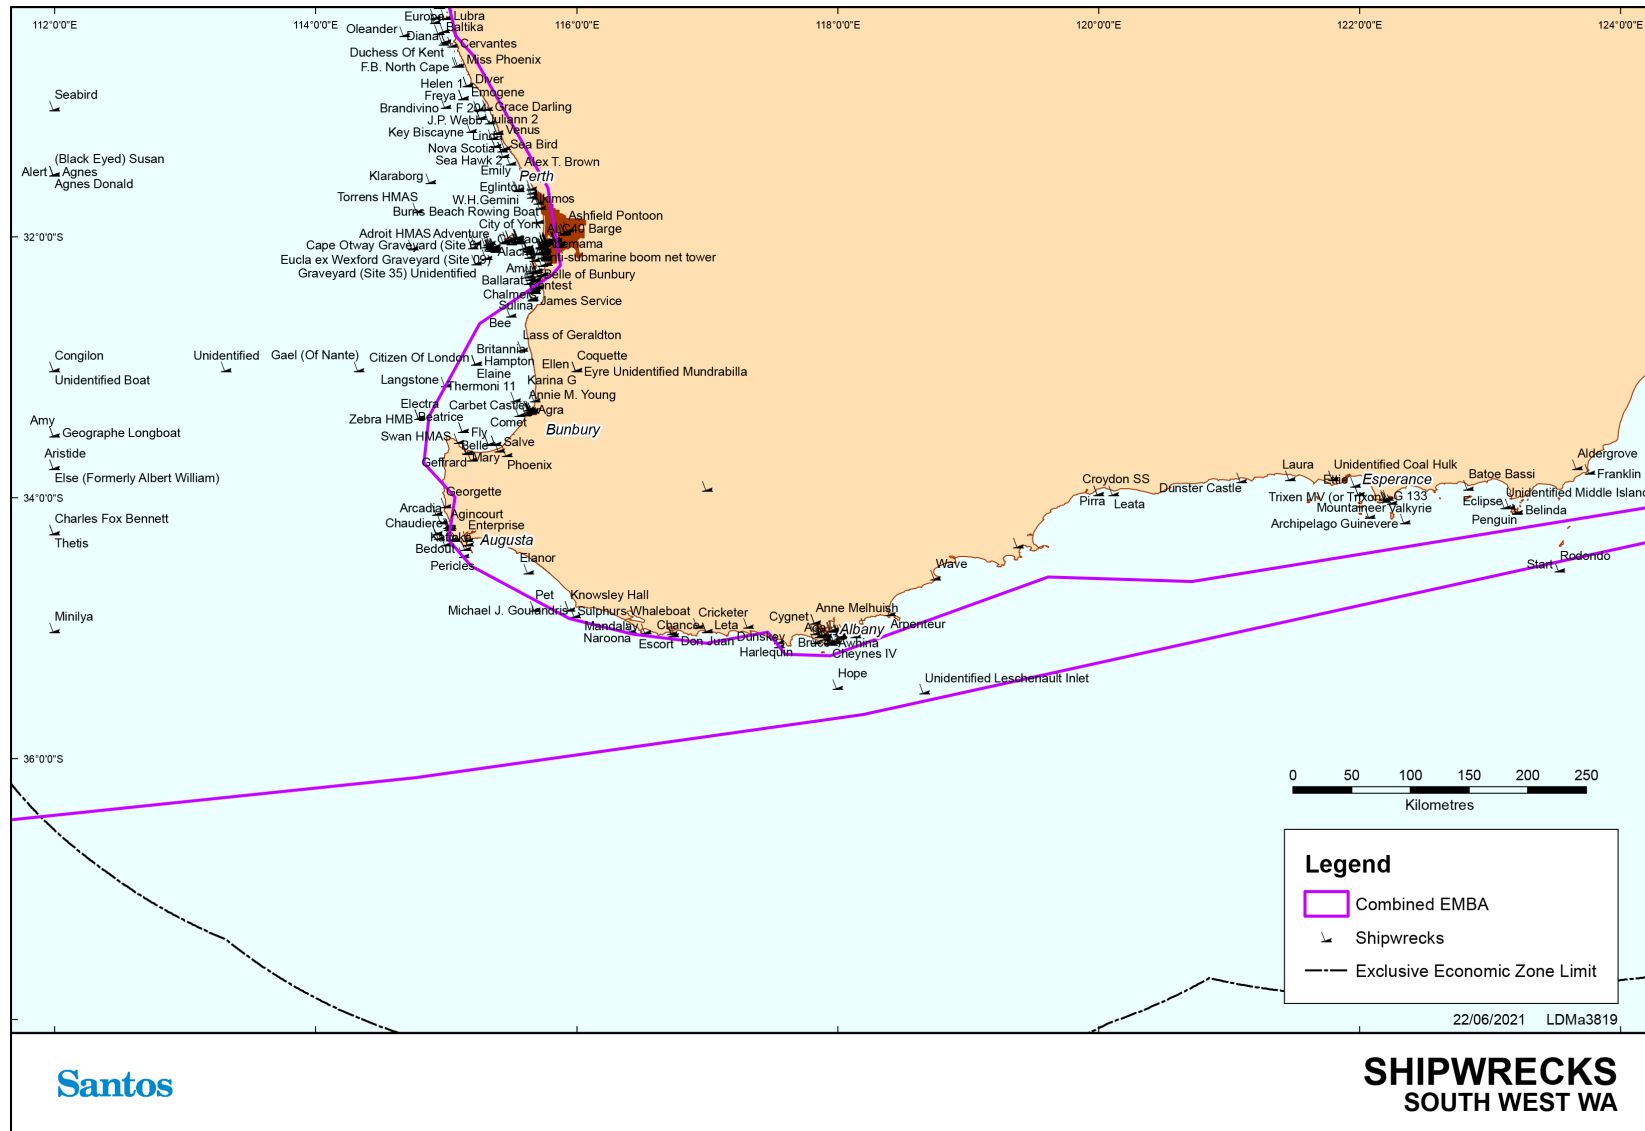 112°0'0"E
114°0'0"E
116°0'0"E
118°0'0"E
120°0'0"E
122°0'0"E
124°0'0"E
Europe
Lubra
Oleander
Baltika
Diana
Cervantes
Duchess Of Kent
Miss Phoenix
F.B. North Cape
Diver
Helen 1
Emogene
Freya
Seabird
Brandivino
F 204
Grace Darling
J.P. Webb
Juliann 2
Key Biscayne
Linda
Venus
Nova Scotia
Sea Bird
(Black Eyed) Susan
Sea Hawk 2
Alex T. Brown
Alert
Agnes
Emily
Klaraborg
Perth
Agnes Donald
Eglinton
Torrens HMAS
W.H.Gemini
Alkimos
Burns Beach Rowing Boat
Ashfield Pontoon
City of York
ALC40 Barge
32°0'0"S
Adroit HMAS
Adventure
Cape Otway
Graveyard (Site
Alacrity
Eucla ex Wexford
Graveyard (Site 09)
Anti-submarine boom net tower
Graveyard (Site 35) Unidentified
Belle of Bunbury
Ballarat
Chalmers
James Service
Sulina
Bee
Lass of Geraldton
Britannia
Congilon
Unidentified
Gael (Of Nante)
Citizen Of London
Hampton
Ellen
Coquette
Elaine
Eyre Unidentified Mundrabilla
Unidentified Boat
Langstone
Thermoni 11
Karina G
Annie M. Young
Electra
Carbet Castle
Agra
Amy
Zebra HMB
Beatrice
Comet
Bunbury
Geographe Longboat
Swan HMAS
Fly
Belle
Salve
Aristide
Geffrard
Mary
Phoenix
Else (Formerly Albert William)
Aldergrove
Laura
Unidentified Coal Hulk
Croydon SS
Batoe Bassi
Franklin
Dunster Castle
Esperance
34°0'0"S
Georgette
Pirra
Leata
Trixen MV (or Trixon)
G 133
Eclipse
Unidentified Middle Island
Arcadia
Agincourt
Mountaineer
Valkyrie
Belinda
Charles Fox Bennett
Chaudiere
Enterprise
Archipelago
Guinevere
Penguin
Thetis
Augusta
Bedout
Pericles
Elanor
Wave
Start
Rodondo
Pet
Knowsley Hall
Minilya
Michael J. Goulandris
Sulphurs Whaleboat
Cricketer
Cygnet
Anne Melhuish
Mandalay
Chance
Leta
Albany
Arpenteur
Naroona
Escort
Don Juan
Dunskey
Bruce
Awhina
Harlequin
Cheynes IV
Hope
Unidentified Leschenault Inlet
36°0'0"S
0 50 100 150 200 250
Kilometres
Legend
Combined EMBA
Shipwrecks
Exclusive Economic Zone Limit
22/06/2021 LDMa3819
Santos
SHIPWRECKS
SOUTH WEST WA